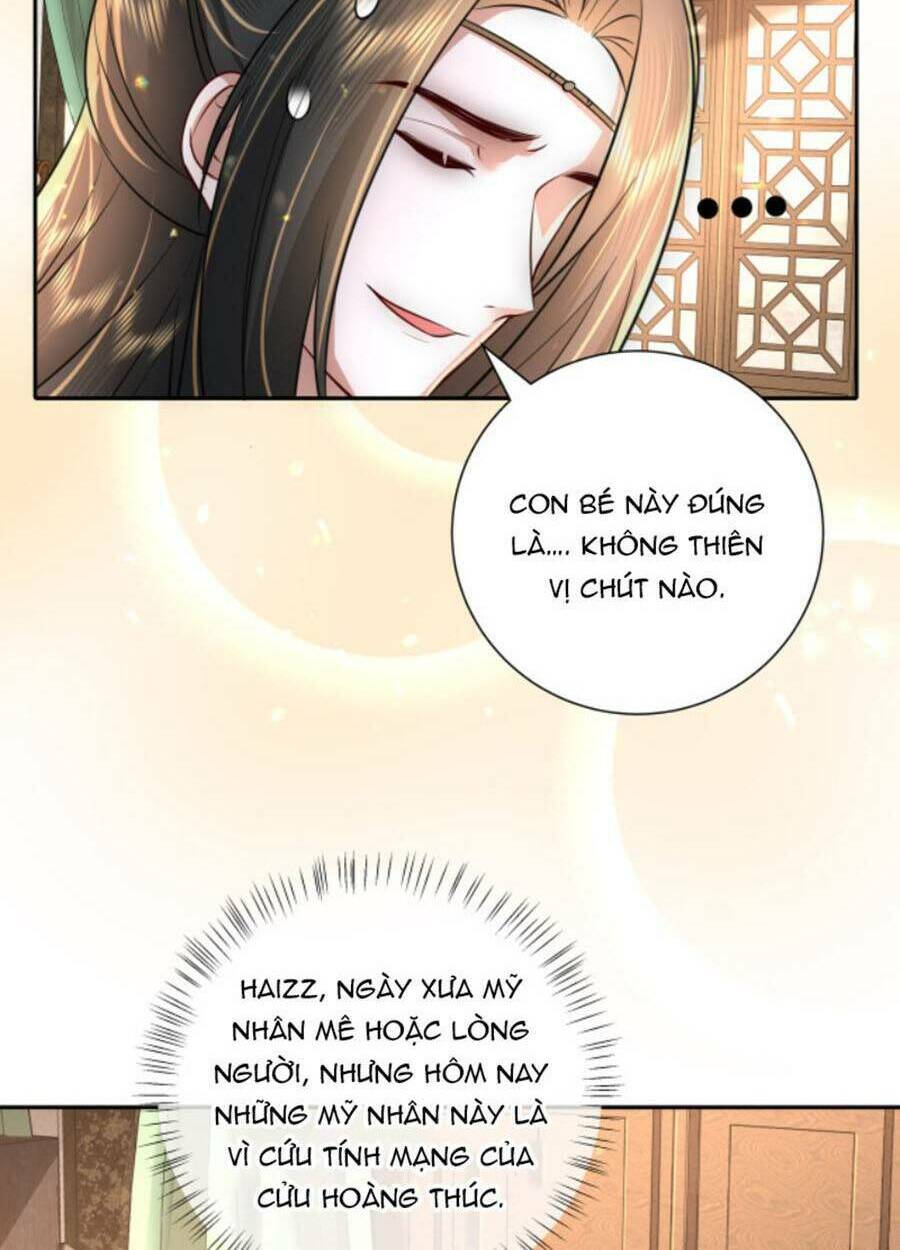 CON BÉ NÀY ĐÚNG
LÀ.... KHÔNG THIÊN
VỊ CHÚT NÀO.
HAIZZ, NGÀY XƯA MỸ
NHÂN MÊ HOẶC LÒNG
NGƯỜI, NHƯNG HÔM NAY
NHỮNG MỸ NHÂN NÀY LÀ
VÌ CỨU TÍNH MẠNG CỦA
CỬU HOÀNG THÚC.